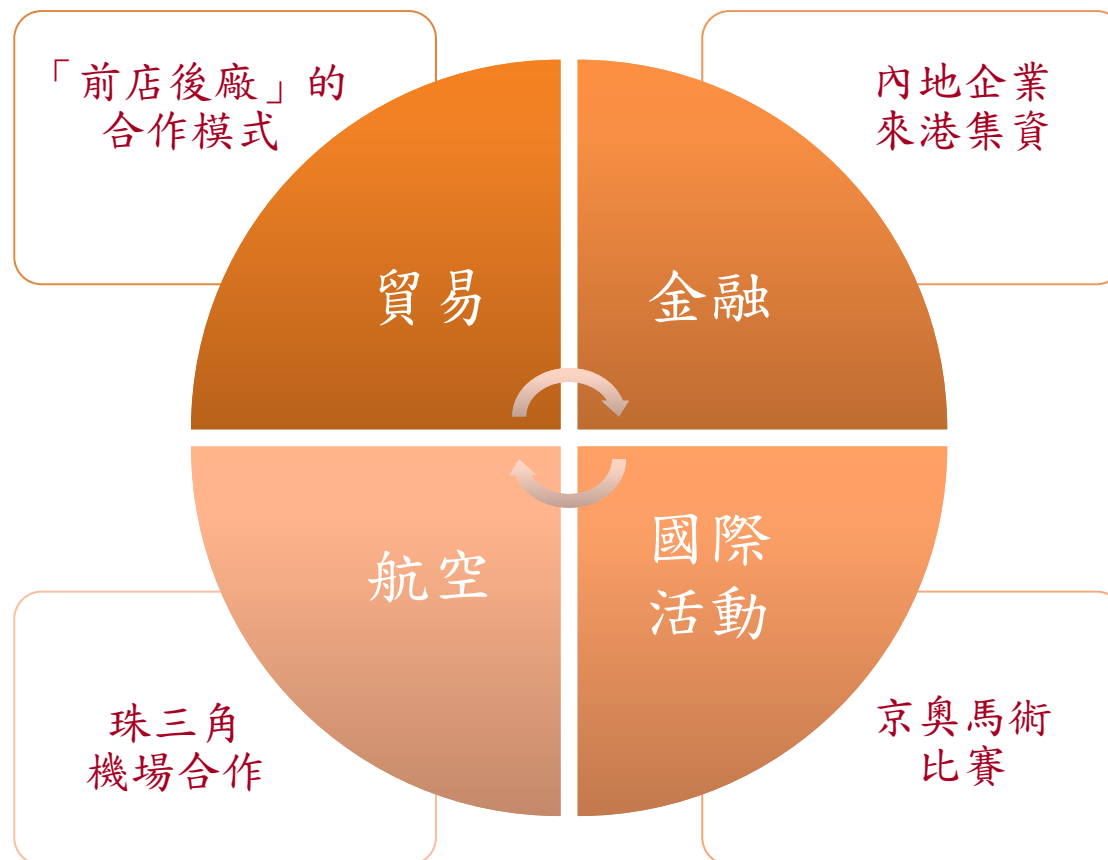 「前店後廠」的
合作模式
內地企業
來港集資
貿易
金融
航空
國際
活動
珠三角
機場合作
京奧馬術
比賽